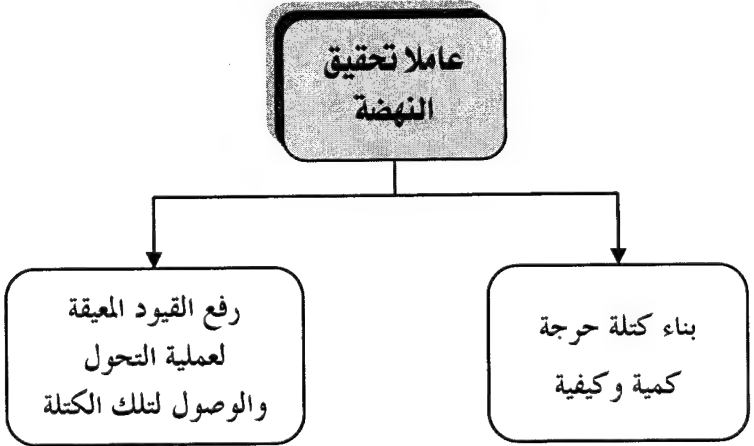 عاملا تحقيق
النهضة
بناء كتلة حرجة
كمية وكيفية
رفع القيود المعيقة
لعملية التحول
والوصول لتلك الكتلة